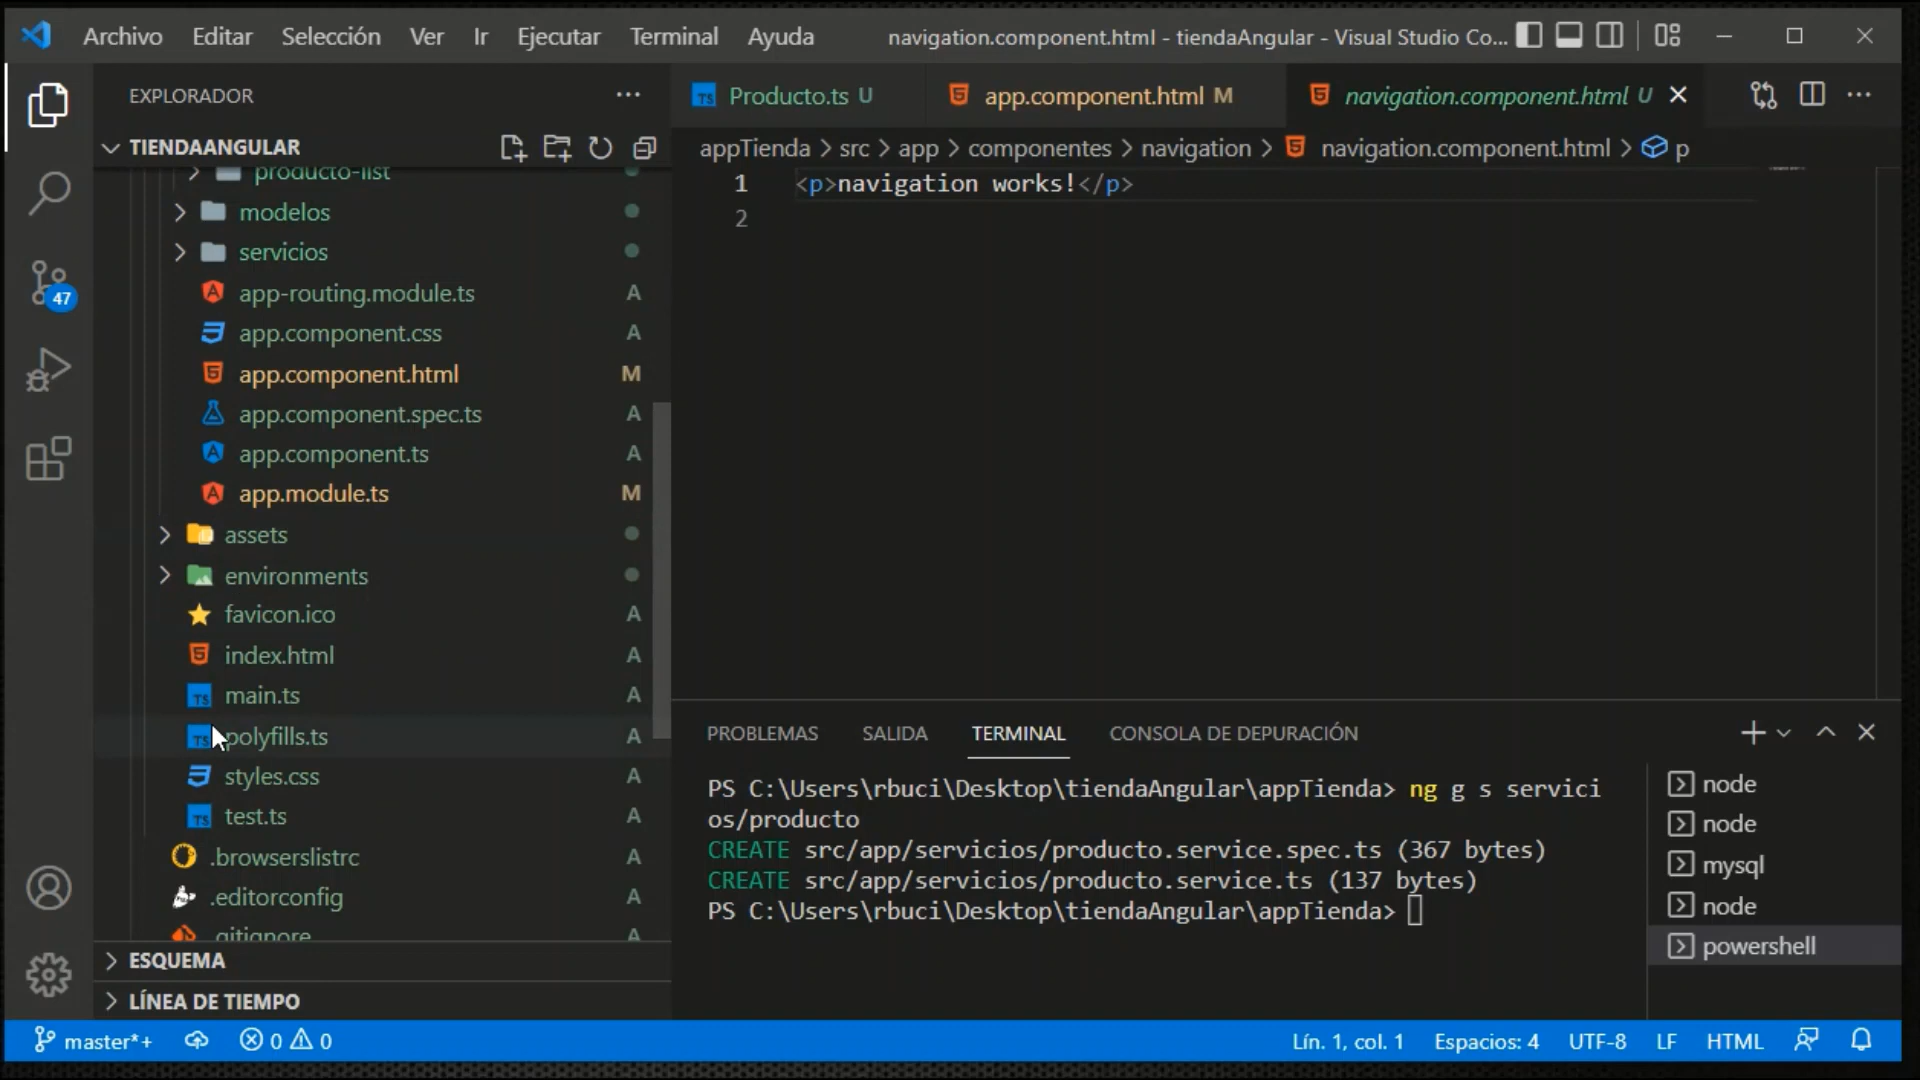 Archivo Editar Selección Ver Ir Ejecutar Terminal Ayuda navigation.component.html - tiendaAngular - Visual Studio Co...
EXPLORADOR
TIENDAANGULAR
producto-list
modelos
servicios
app-routing.module.ts A
app.component.css A
app.component.html M
app.component.spec.ts A
app.component.ts A
app.module.ts M
assets
environments
favicon.ico A
index.html A
main.ts A
polyfills.ts A
styles.css A
test.ts A
.browserslistrc A
.editorconfig A
.gitignore A
ESQUEMA
LÍNEA DE TIEMPO
47
Producto.ts U app.component.html M navigation.component.html U
appTienda > src > app > componentes > navigation > navigation.component.html > p
1 <p>navigation works!</p>
2
PROBLEMAS SALIDA TERMINAL CONSOLA DE DEPURACIÓN
PS C:\Users\rbuci\Desktop\tiendaAngular\appTienda> ng g s servici
os/producto
CREATE src/app/servicios/producto.service.spec.ts (367 bytes)
CREATE src/app/servicios/producto.service.ts (137 bytes)
PS C:\Users\rbuci\Desktop\tiendaAngular\appTienda>
node
node
mysql
node
powershell
master*+ 0 0 Lín. 1, col. 1 Espacios: 4 UTF-8 LF HTML